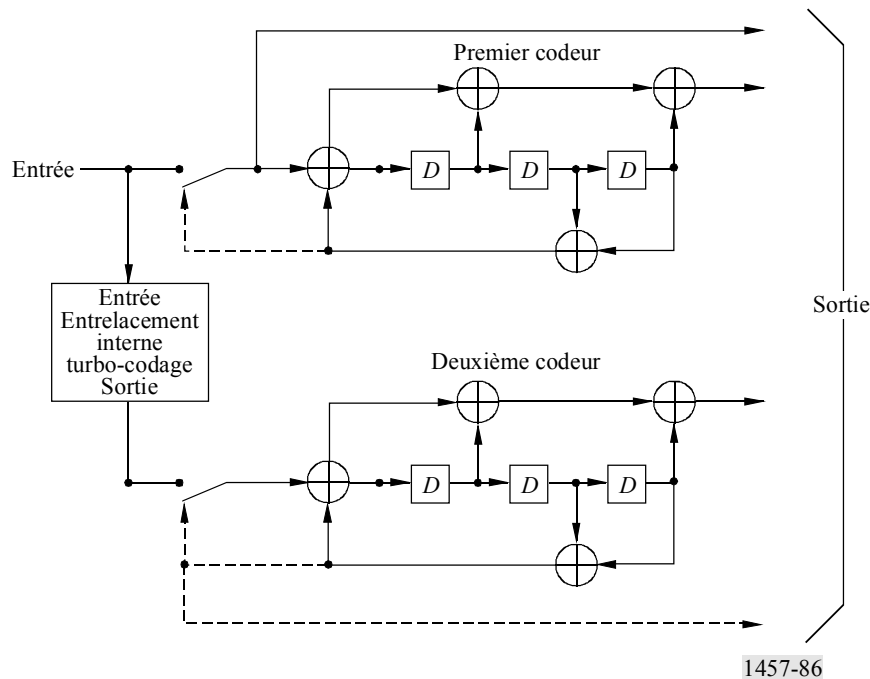 Premier codeur
Entrée
D
D
D
Entrée
Entrelacement
interne
turbo-codage
Sortie
Sortie
Deuxième codeur
D
D
D
1457-86